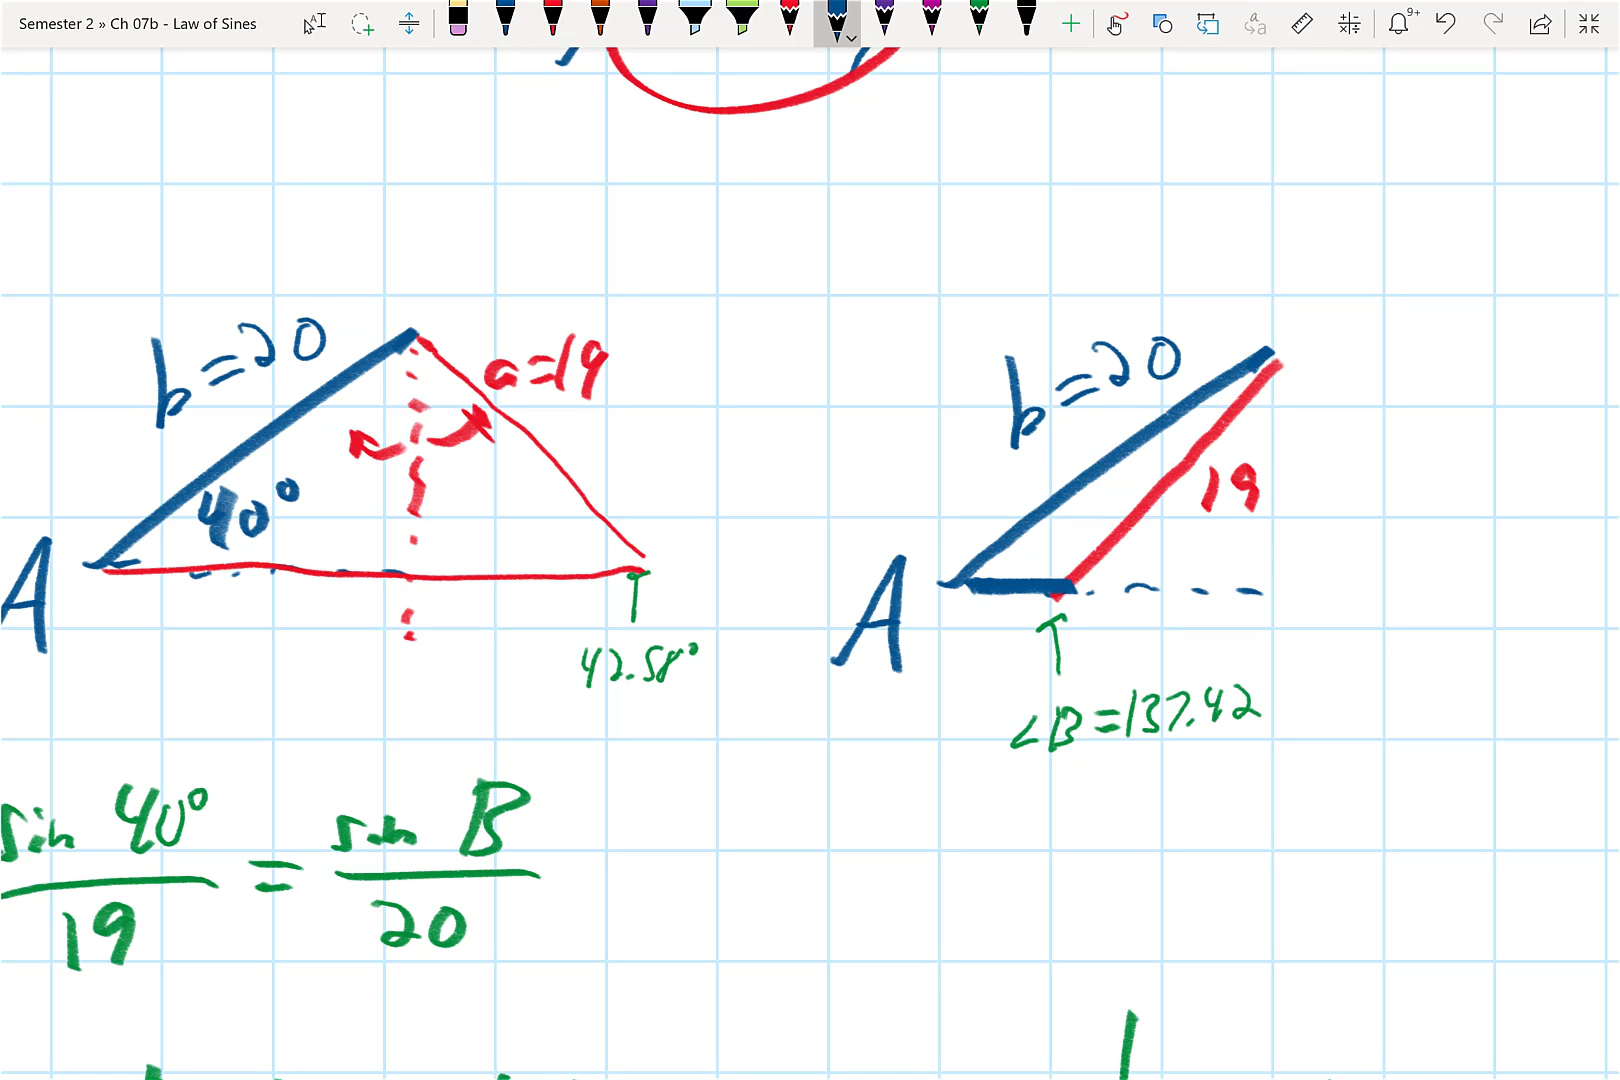 Semester 2 » Ch 07b - Law of Sines
9+
b=20
a=19
40°
A
42.58°
b=20
19
A
∠B=137.42
sin 40° = sin B
19 20